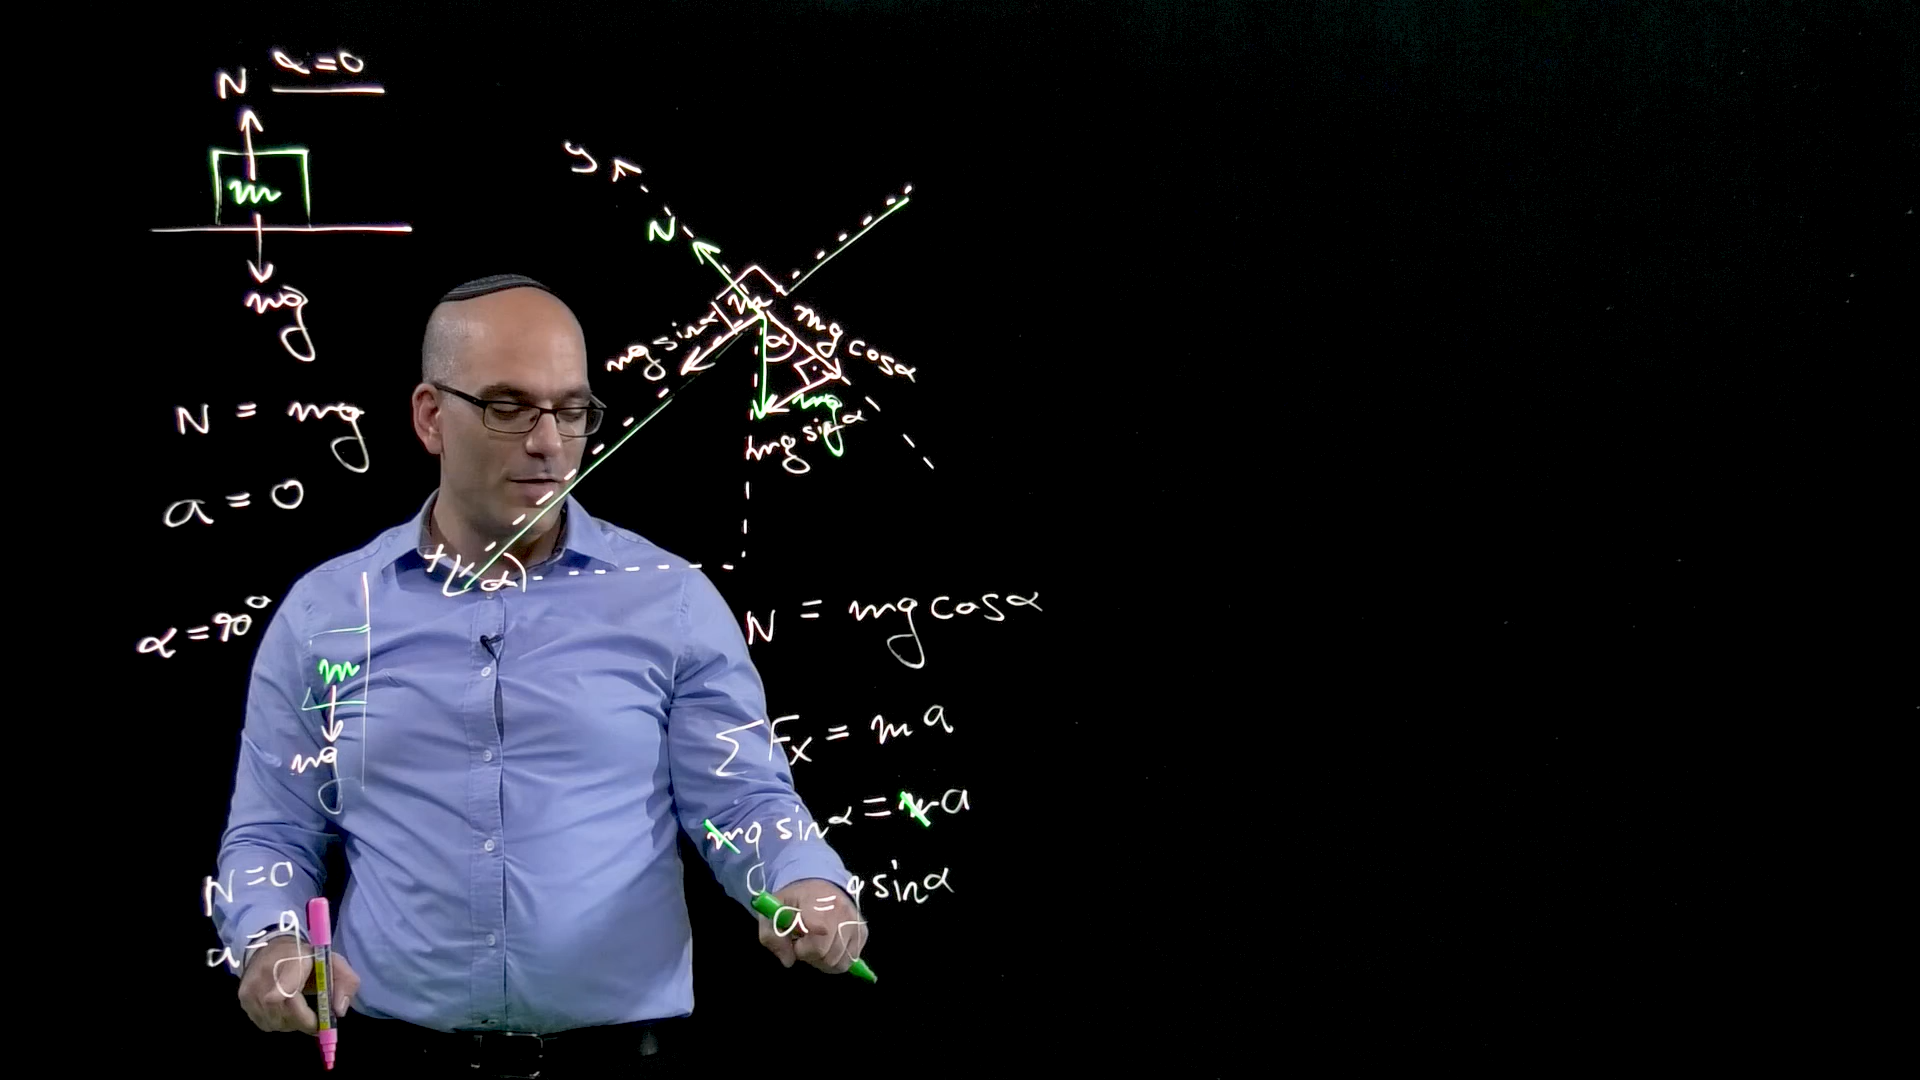 α = 0
N
m
mg
N = mg
a = 0
α = 90°
m
mg
N = 0
a = g
y
N
m
mg sinα
α
mg cosα
mg
mg sinα
x
α
N = mg cosα
∑ Fx = ma
mg sinα = ma
a = g sinα